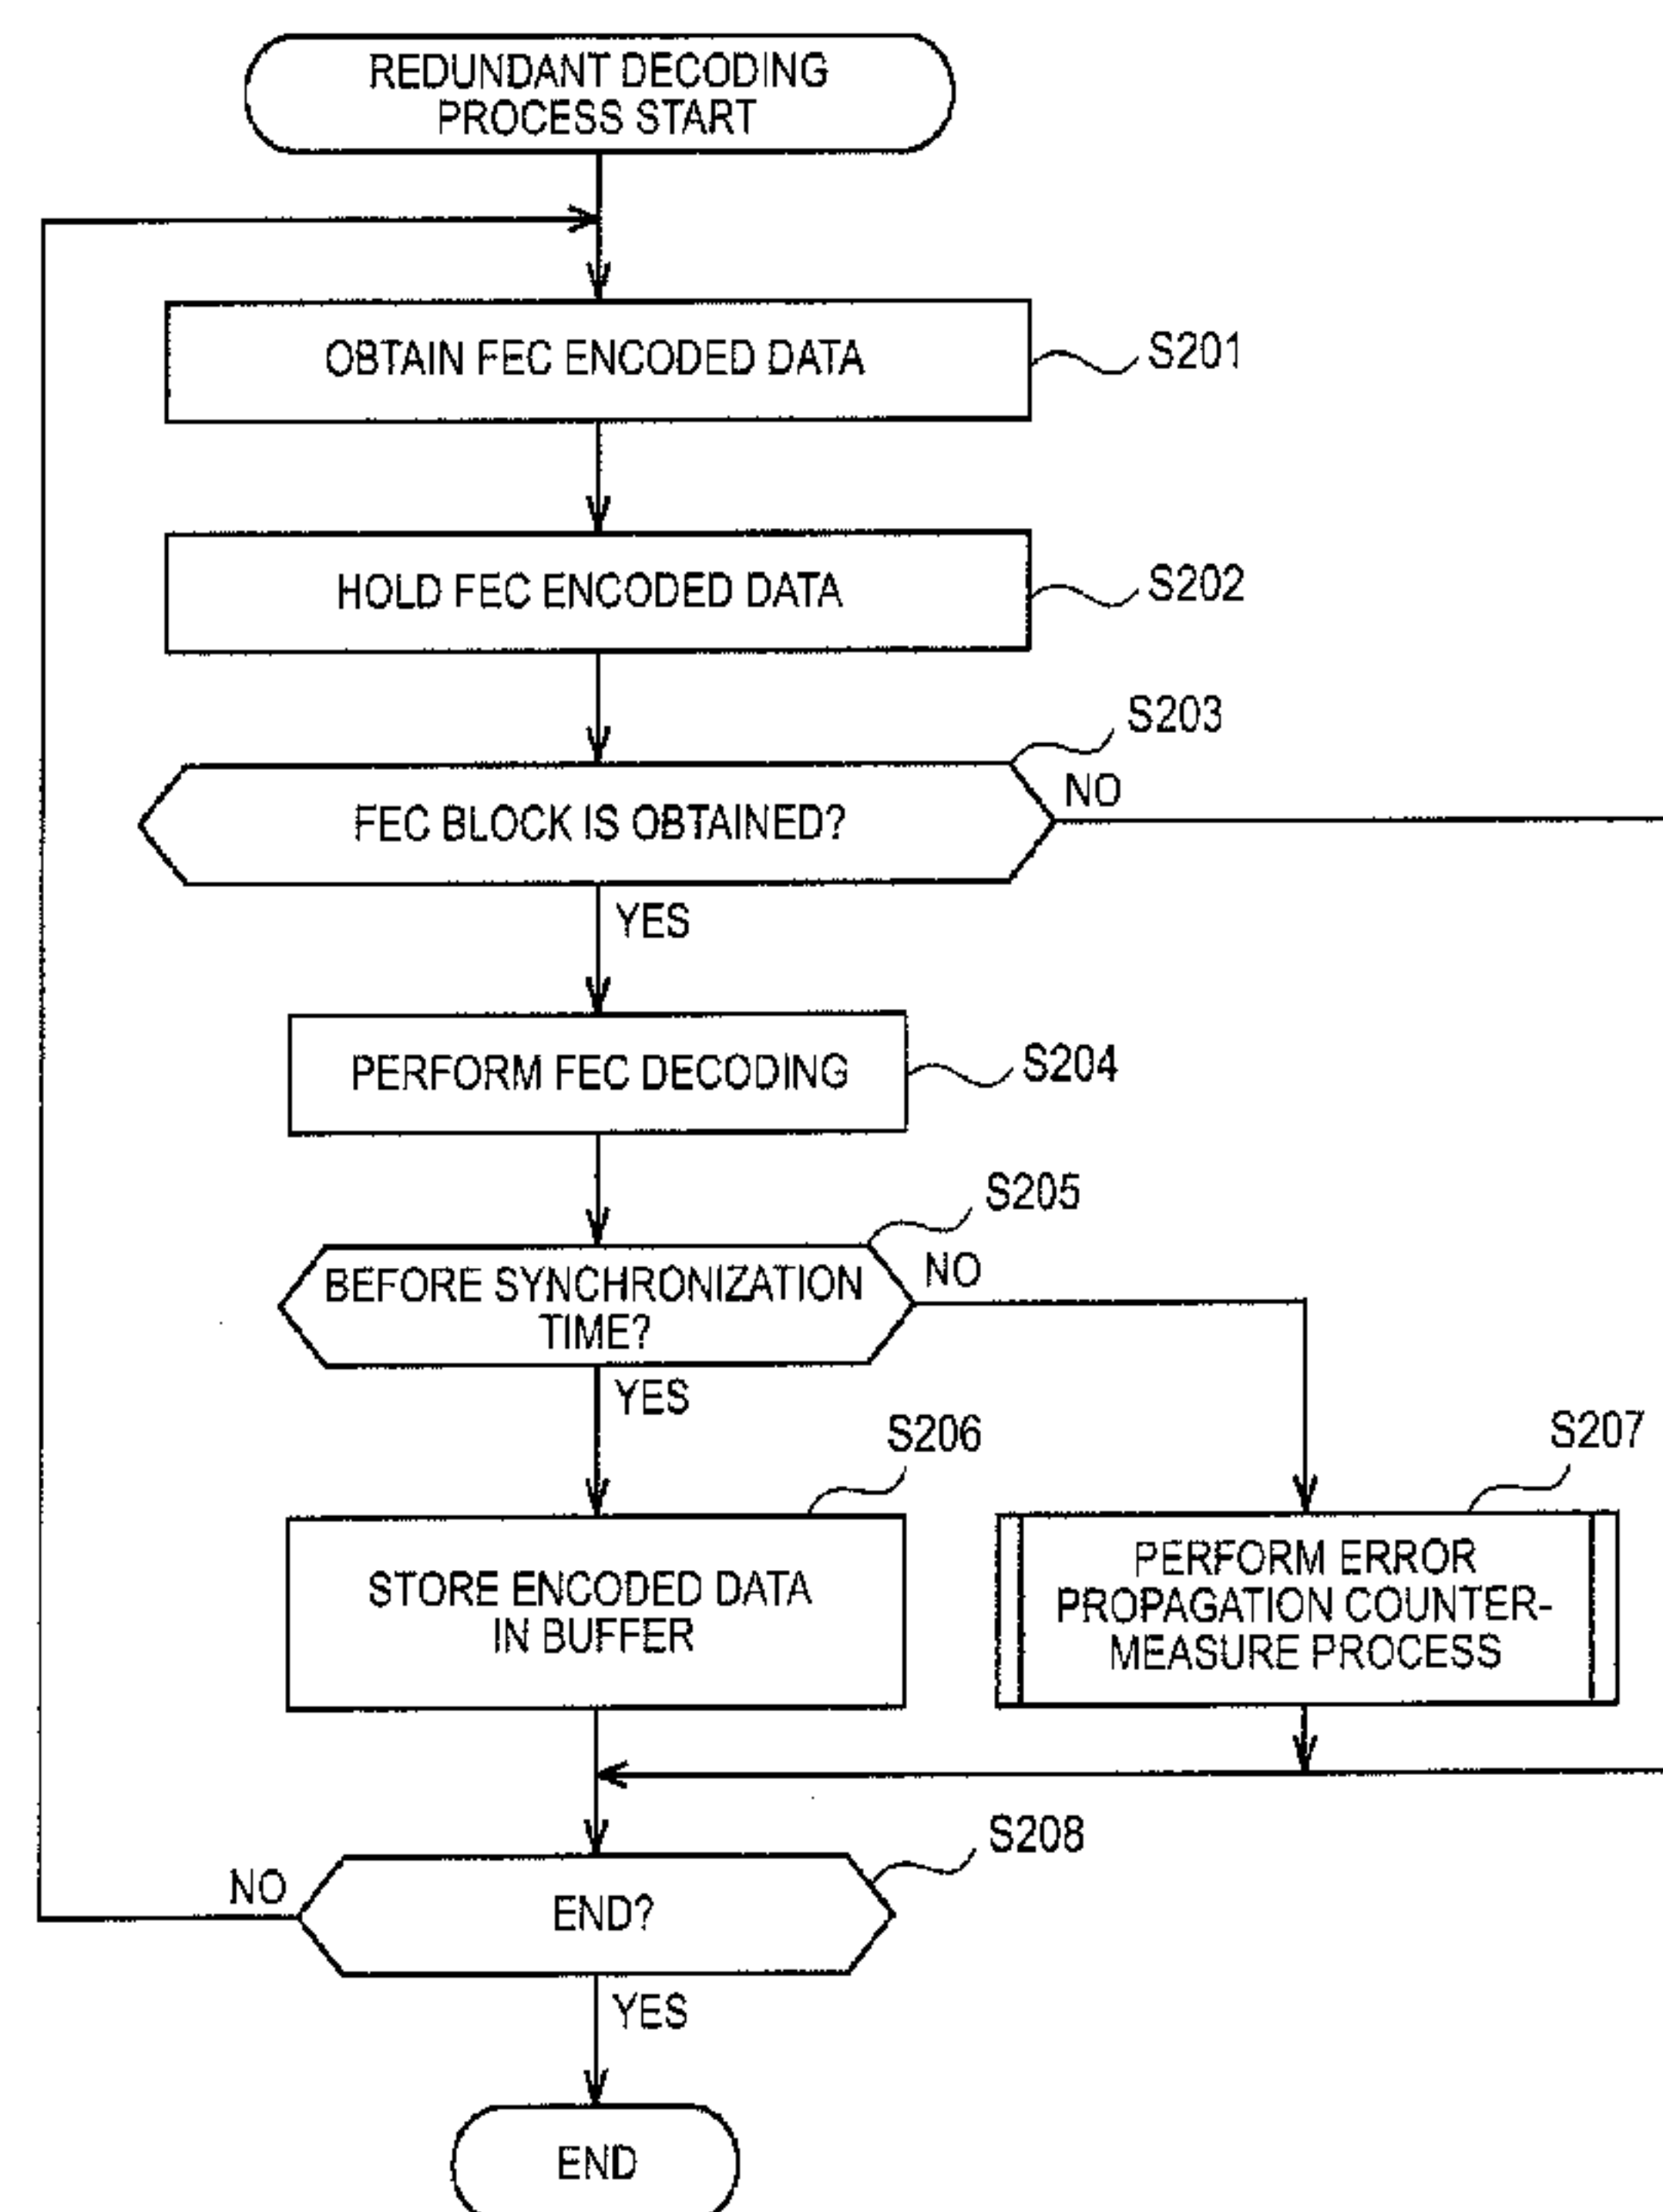 REDUNDANT DECODING
PROCESS START
OBTAIN FEC ENCODED DATA
S201
HOLD FEC ENCODED DATA
S202
S203
FEC BLOCK IS OBTAINED?
NO
YES
PERFORM FEC DECODING
S204
S205
BEFORE SYNCHRONIZATION
TIME?
NO
YES
S206
STORE ENCODED DATA
IN BUFFER
S207
PERFORM ERROR
PROPAGATION COUNTER-
MEASURE PROCESS
S208
END?
NO
YES
END